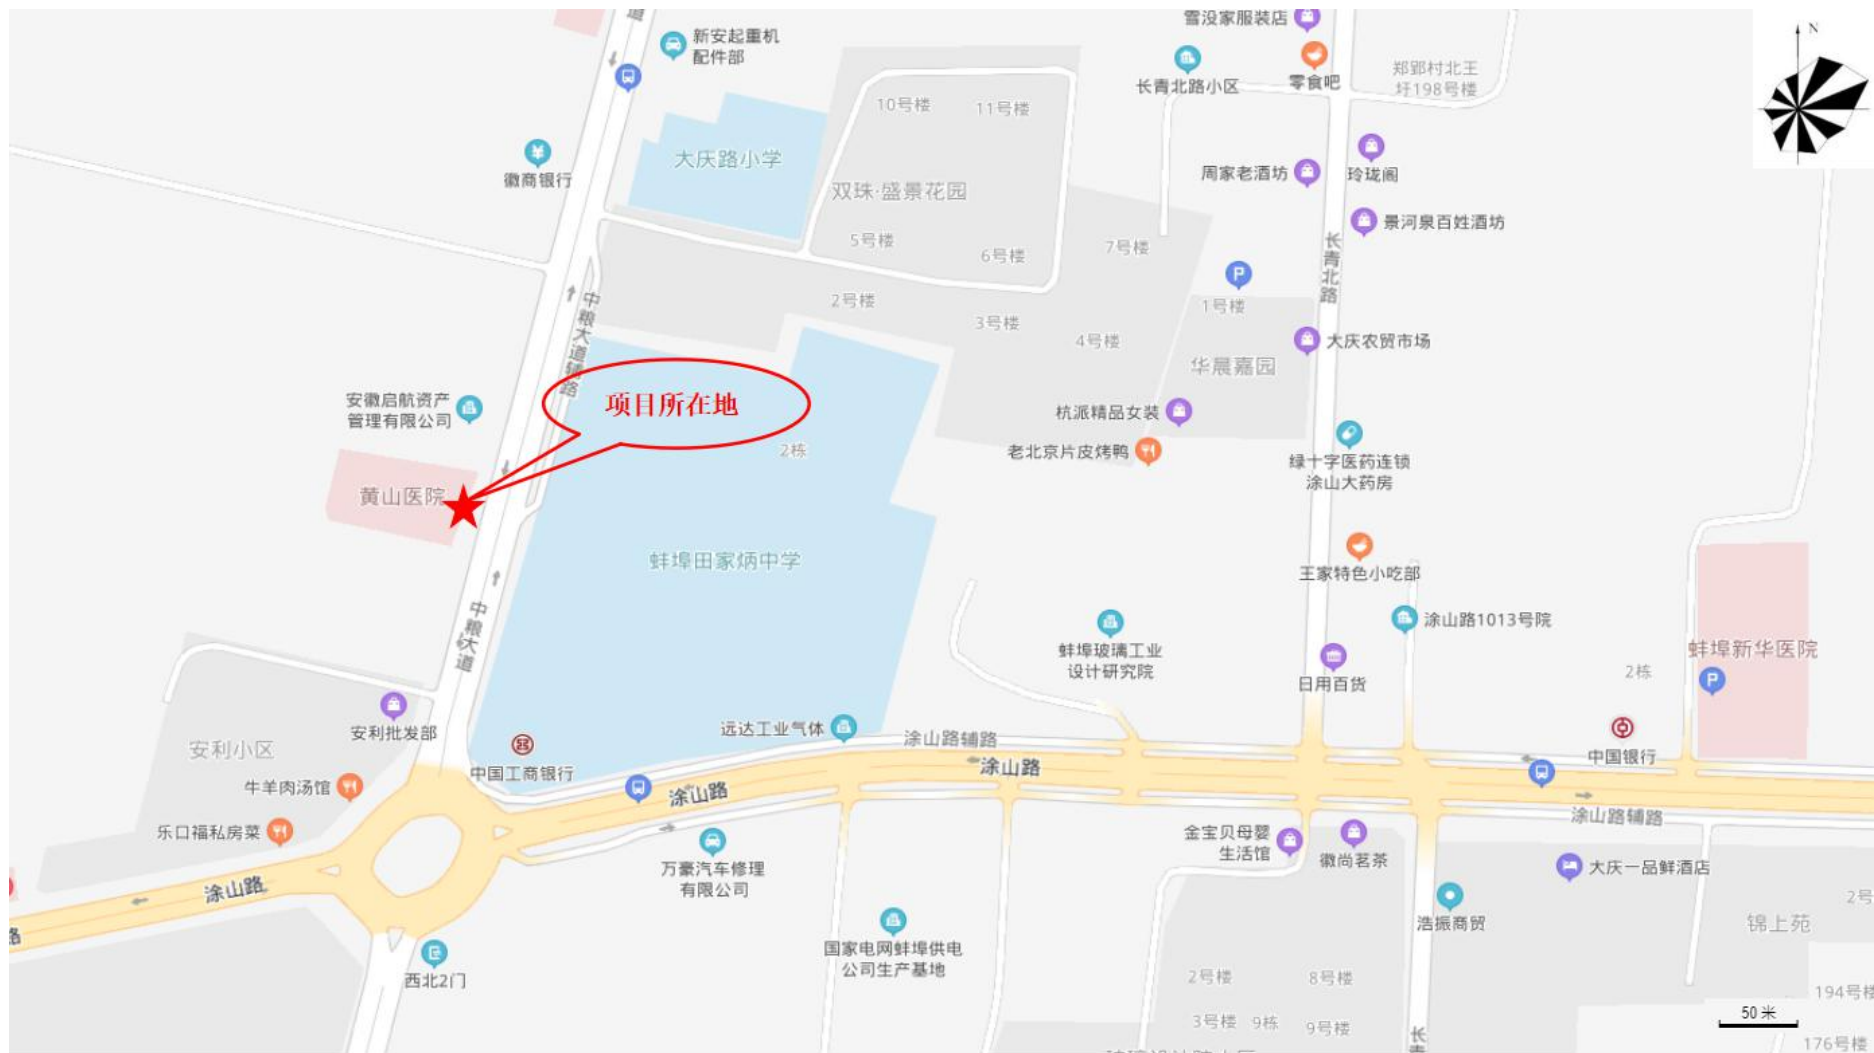 道
新安起重机
配件部
雪没家服装店
N
长青北路小区
零食吧
郑郢村北王
圩198号楼
10号楼
11号楼
大庆路小学
徽商银行
双珠·盛景花园
周家老酒坊
玲珑阁
景河泉百姓酒坊
5号楼
6号楼
7号楼
长青北路
P
中粮大道辅路
2号楼
3号楼
4号楼
1号楼
大庆农贸市场
华晨嘉园
项目所在地
安徽启航资产
管理有限公司
杭派精品女装
2栋
老北京片皮烤鸭
绿十字医药连锁
涂山大药房
黄山医院
蚌埠田家炳中学
王家特色小吃部
中粮大道
涂山路1013号院
蚌埠玻璃工业
设计研究院
蚌埠新华医院
2栋
P
日用百货
安利批发部
远达工业气体
涂山路辅路
安利小区
中国工商银行
中国银行
涂山路
牛羊肉汤馆
涂山路
涂山路辅路
乐口福私房菜
金宝贝母婴
生活馆
徽尚茗茶
万豪汽车修理
有限公司
大庆一品鲜酒店
涂山路
2号
浩振商贸
锦上苑
路
国家电网蚌埠供电
公司生产基地
西北2门
2号楼
8号楼
194号楼
50 米
3号楼
9栋
9号楼
长青
176号楼